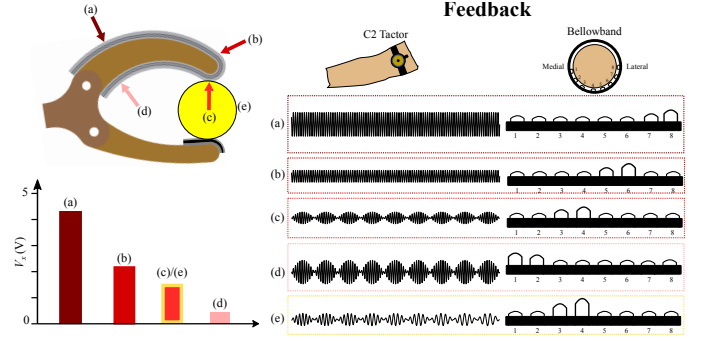 Feedback
(a)
(b)
(c)
(d)
(e)
C2 Tactor
Bellowband
Medial
Lateral
(a)
1 2 3 4 5 6 7 8
(b)
1 2 3 4 5 6 7 8
(c)
1 2 3 4 5 6 7 8
(d)
1 2 3 4 5 6 7 8
(e)
1 2 3 4 5 6 7 8
5
0
Vx (V)
(a)
(b)
(c)/(e)
(d)